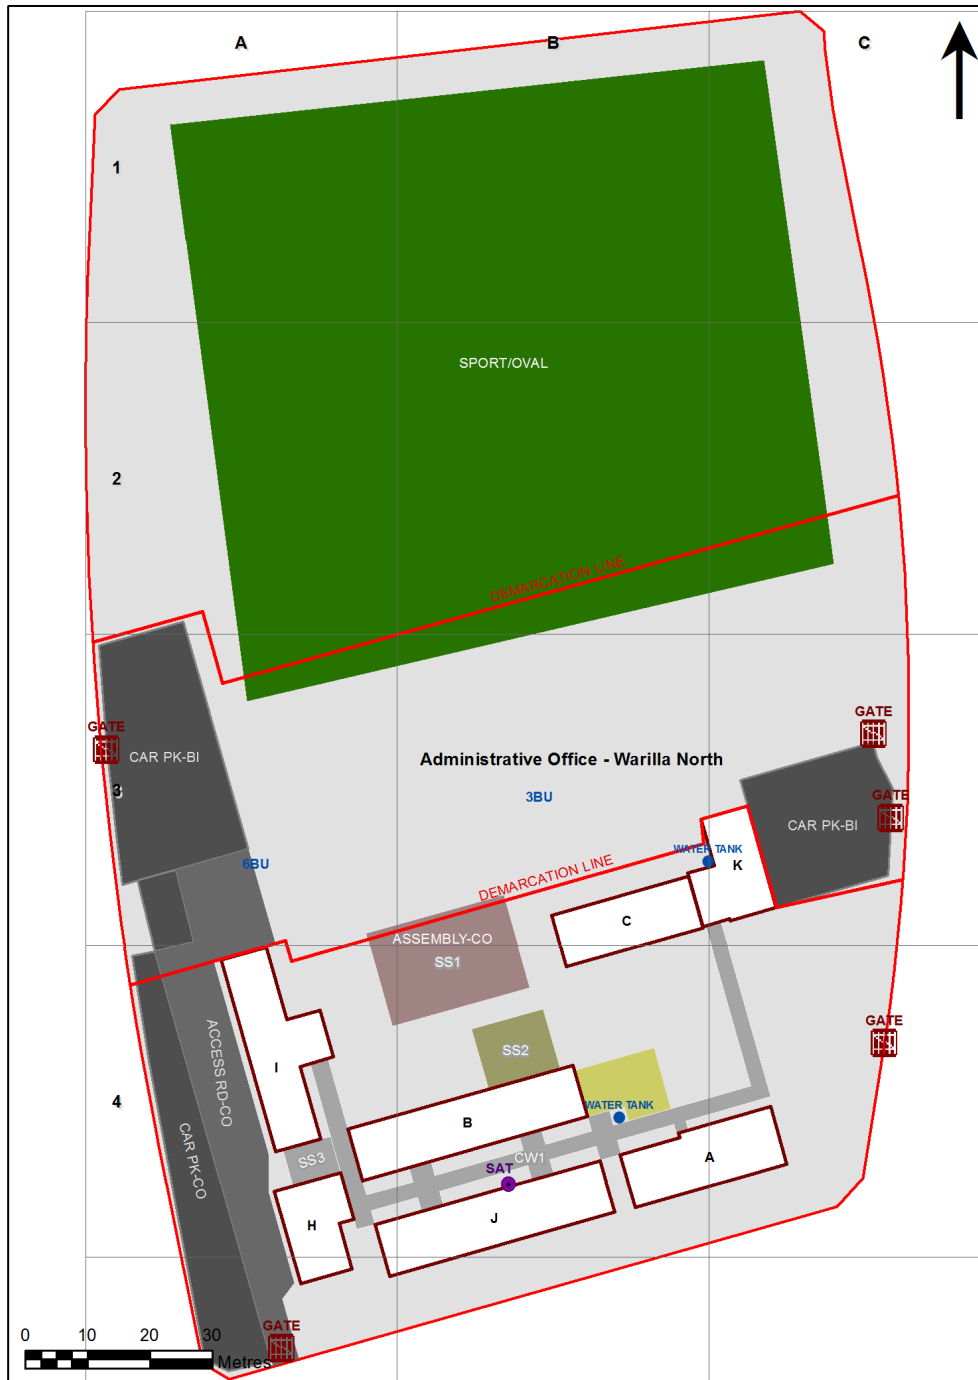 A
B
C
1
SPORT/OVAL
2
DEMARCATION LINE
GATE
GATE
CAR PK-BI
Administrative Office - Warilla North
3
3BU
GATE
CAR PK-BI
WATER TANK
6BU
K
DEMARCATION LINE
C
ASSEMBLY-CO
SS1
GATE
SS2
ACCESS RD-CO
I
4
WATER TANK
B
CAR PK-CO
SS3
CW1
A
SAT
J
H
GATE
0 10 20 30
Metres